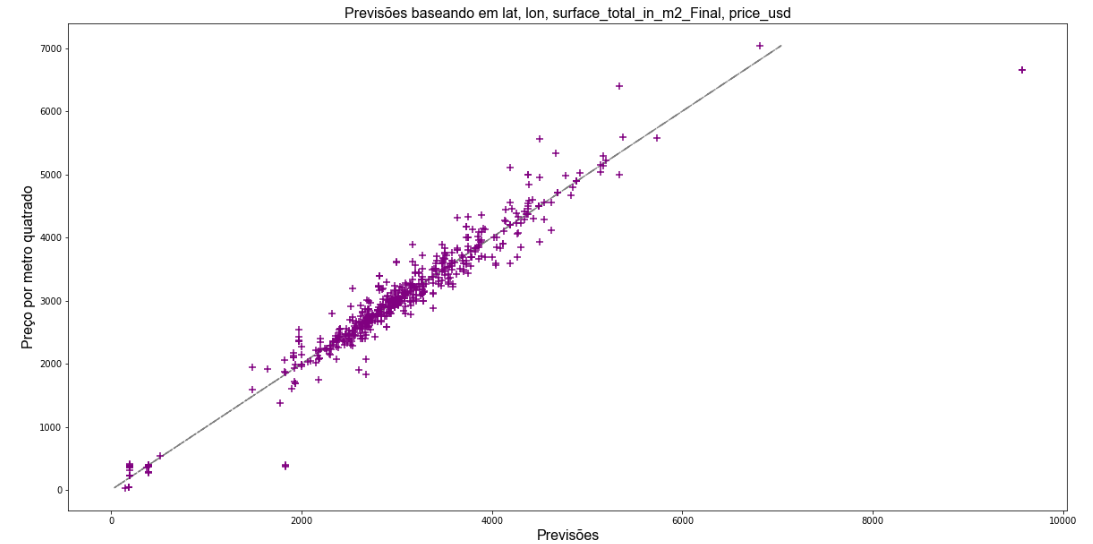 Previsões baseando em lat, lon, surface_total_in_m2_Final, price_usd
Preço por metro quatrado
7000
6000
5000
4000
3000
2000
1000
0
0 2000 4000 6000 8000 10000
Previsões